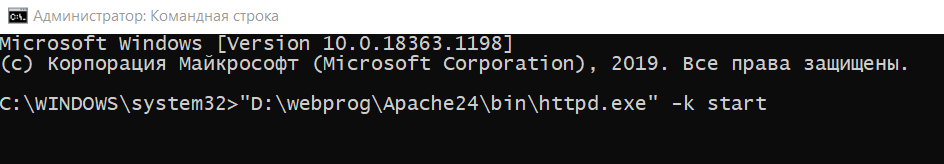 Администратор: Командная строка
Microsoft Windows [Version 10.0.18363.1198]
(c) Корпорация Майкрософт (Microsoft Corporation), 2019. Все права защищены.
C:\WINDOWS\system32>"D:\webprog\Apache24\bin\httpd.exe" -k start